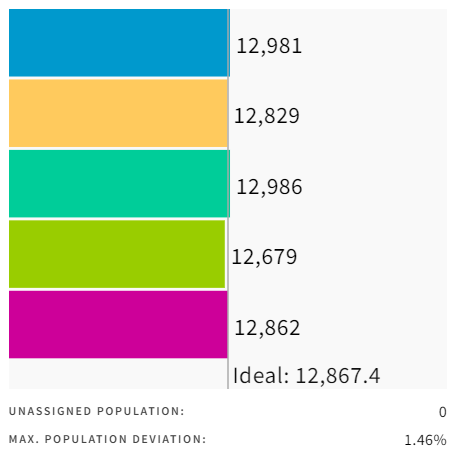 12,981
12,829
12,986
12,679
12,862
Ideal: 12,867.4
UNASSIGNED POPULATION: 0
MAX. POPULATION DEVIATION: 1.46%